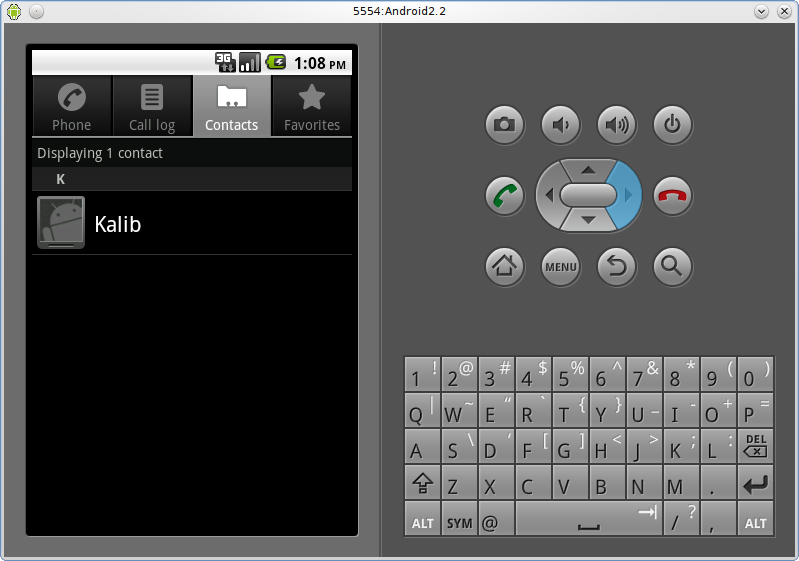 5554:Android2.2
3G 1:08 PM
Phone Call log Contacts Favorites
Displaying 1 contact
K
Kalib
MENU
1 ! 2 @ 3 # 4 $ 5 % 6 ^ 7 & 8 * 9 ( 0 )
Q | W ~ E “ R ` T { Y } U _ I - O + P =
A S \ D ‘ F [ G ] H < J > K ; L : DEL
Z X C V B N M .
ALT SYM @ / ? , ALT